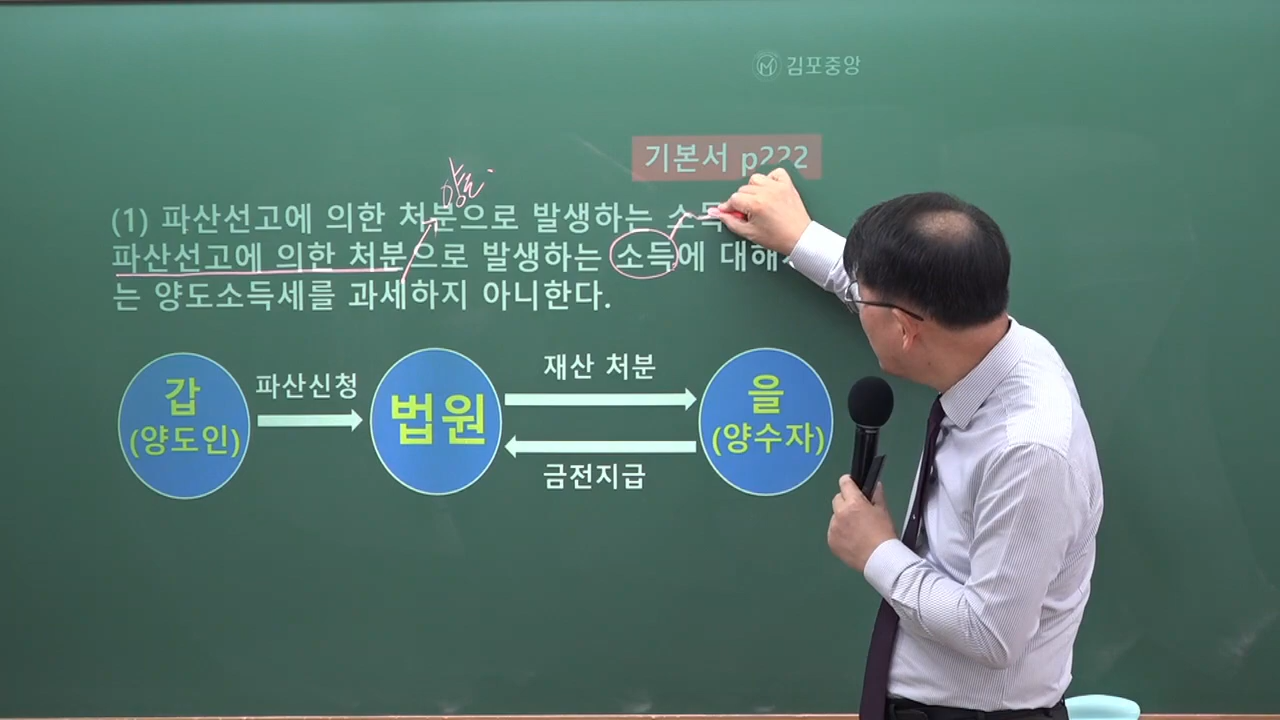 김포중앙
기본서 p222
양도
(1) 파산선고에 의한 처분으로 발생하는 소득
파산선고에 의한 처분으로 발생하는 소득에 대해
는 양도소득세를 과세하지 아니한다.
갑
(양도인)
파산신청
법원
재산 처분
금전지급
을
(양수자)